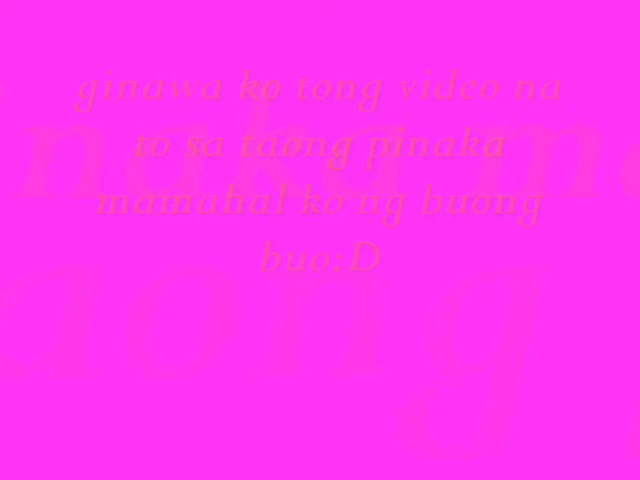 ginawa ko tong video na
to sa taong pinaka
mamahal ko ng buong
buo:D